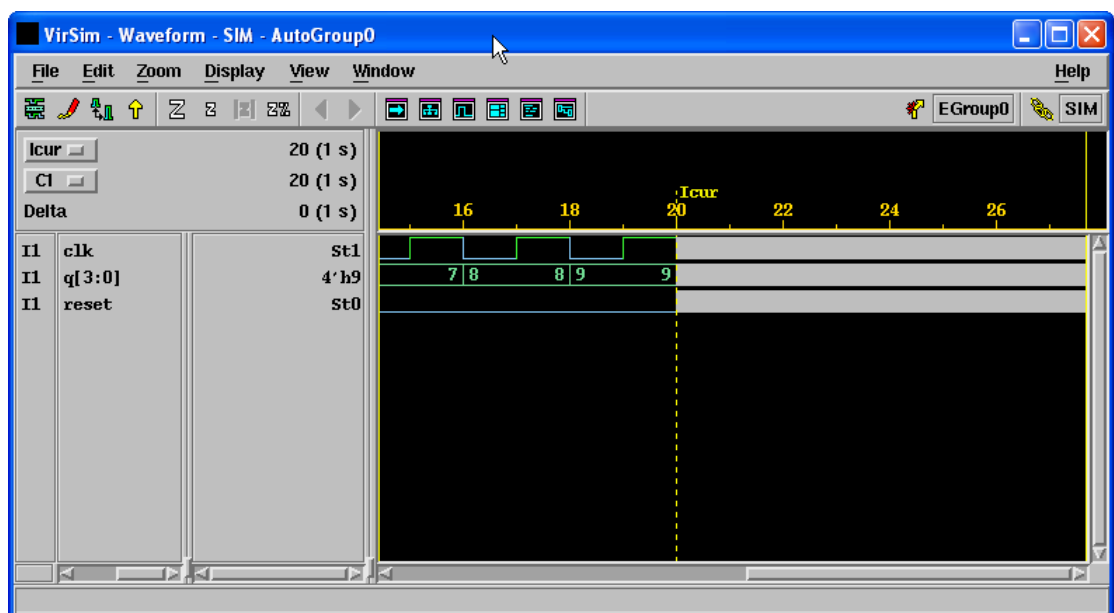 VirSim - Waveform - SIM - AutoGroup0
File Edit Zoom Display View Window Help
Z Z Z Z% EGroup0 SIM
Icur 20 (1 s)
C1 20 (1 s)
Delta 0 (1 s)
Icur
16 18 20 22 24 26
I1 clk St1
I1 q[3:0] 4'h9 7 8 8 9 9
I1 reset St0